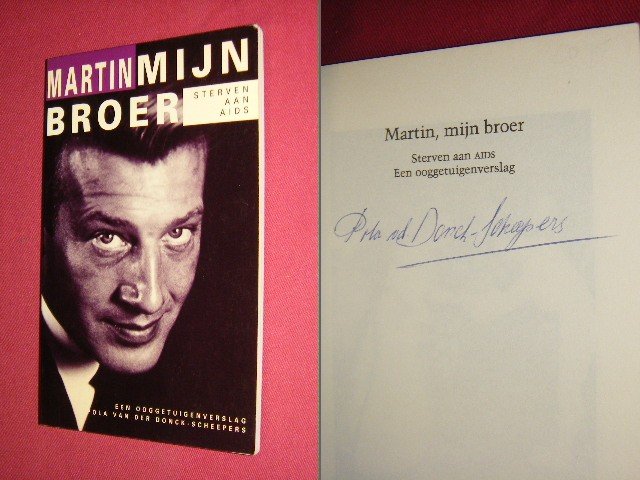 MARTIN MIJN
BROER
STERVEN
AAN
AIDS
EEN OOGGETUIGENVERSLAG
OLA VAN DER DONCK-SCHEEPERS
Martin, mijn broer
Sterven aan AIDS
Een ooggetuigenverslag
vd Donck-Scheepers